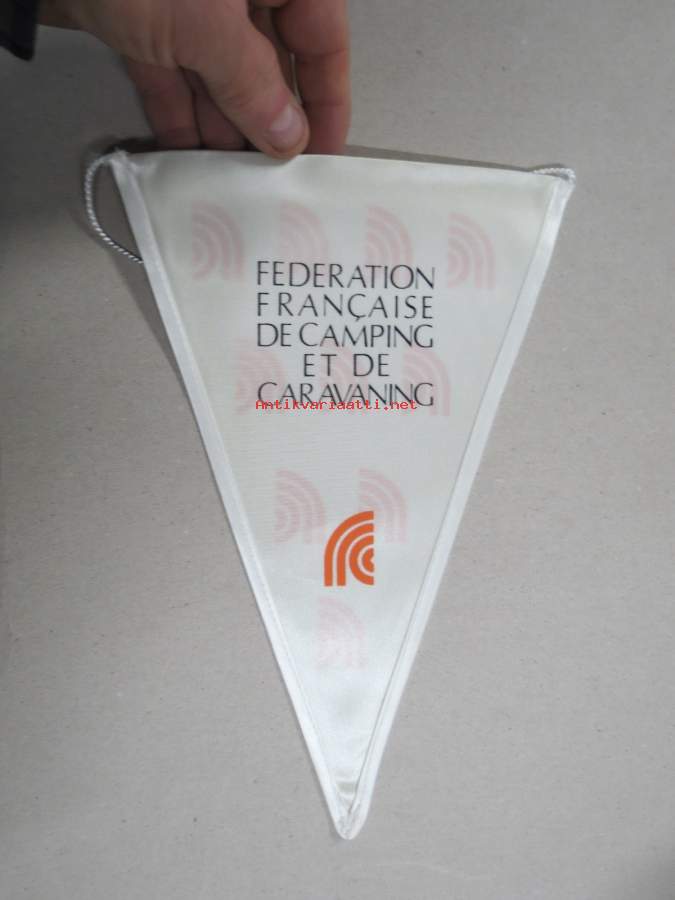 FEDERATION
FRANÇAISE
DE CAMPING
ET DE
CARAVANING
Antikvariaatti.net